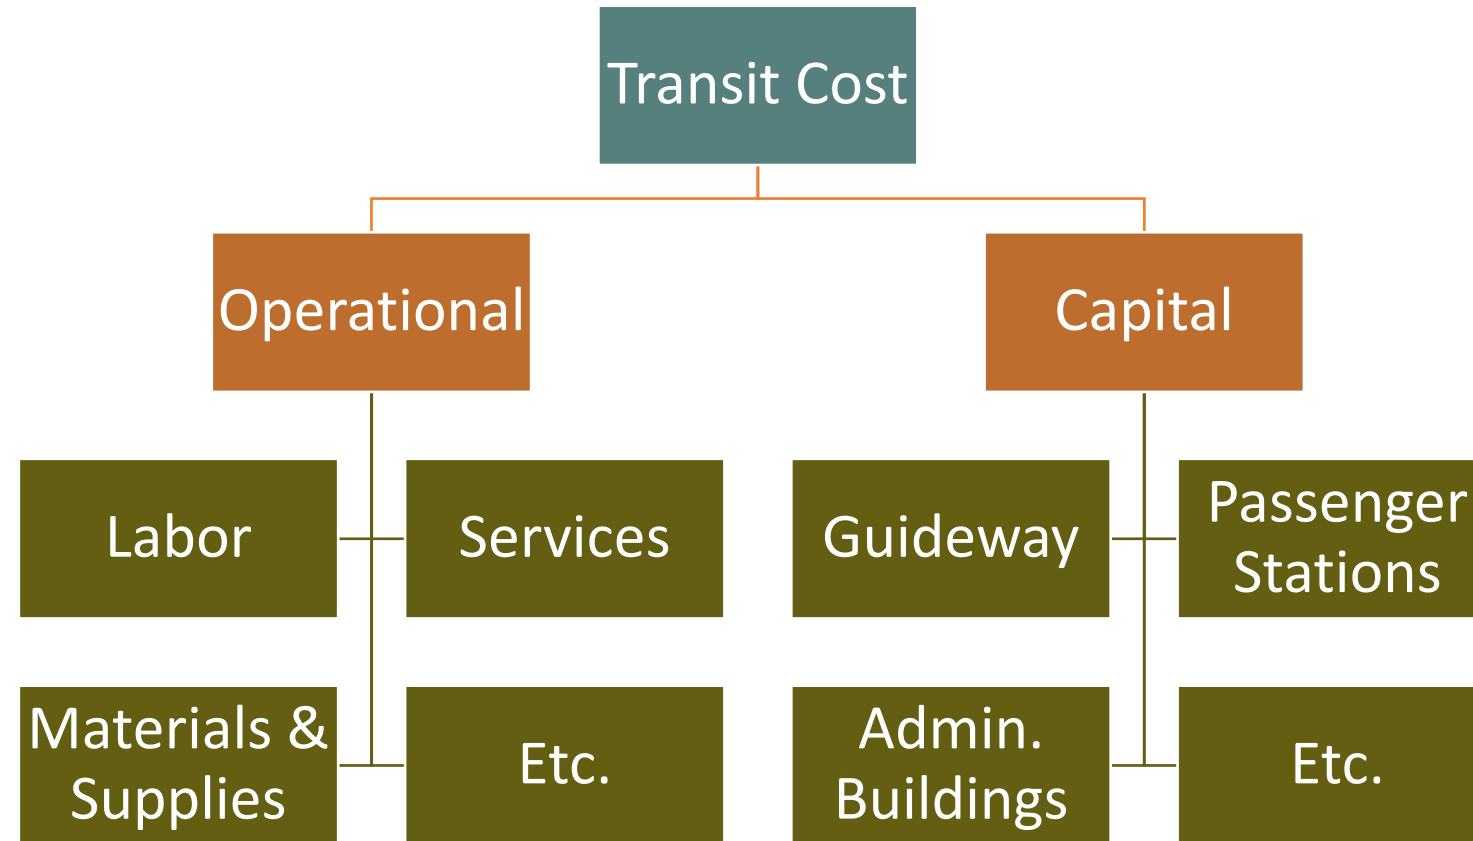 Transit Cost
Operational
Capital
Labor
Services
Guideway
Passenger
Stations
Materials &
Supplies
Etc.
Admin.
Buildings
Etc.